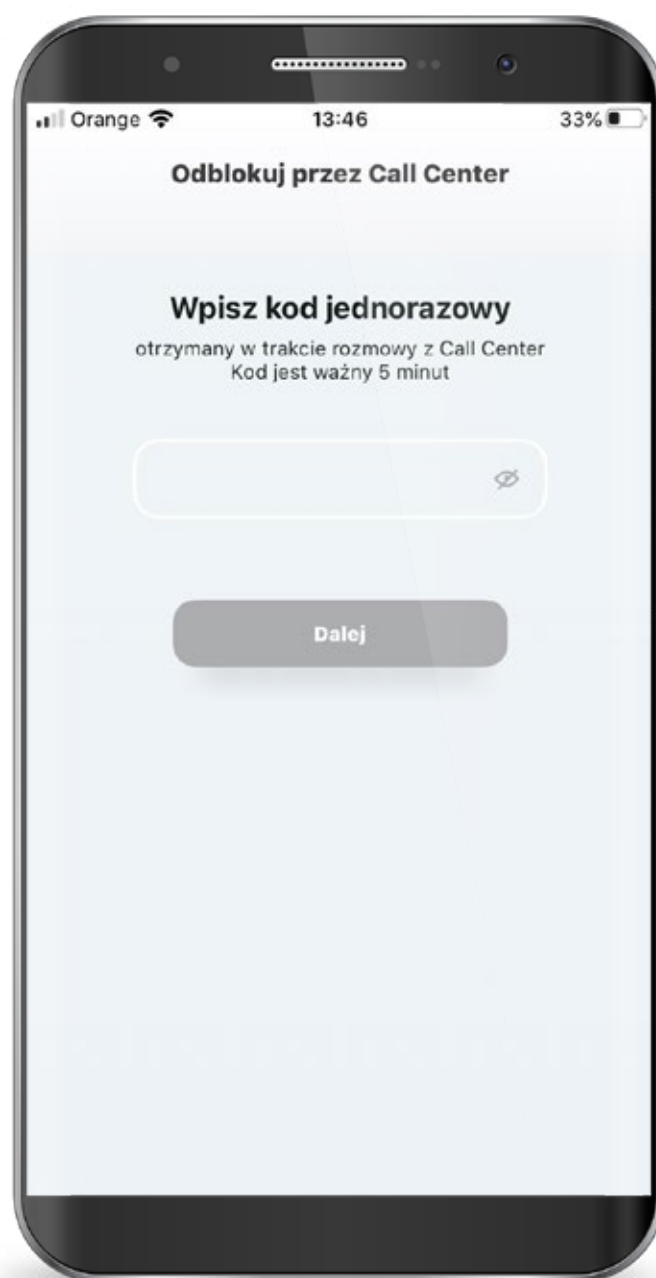 Orange
13:46
33%
Odblokuj przez Call Center
Wpisz kod jednorazowy
otrzymany w trakcie rozmowy z Call Center
Kod jest ważny 5 minut
Dalej